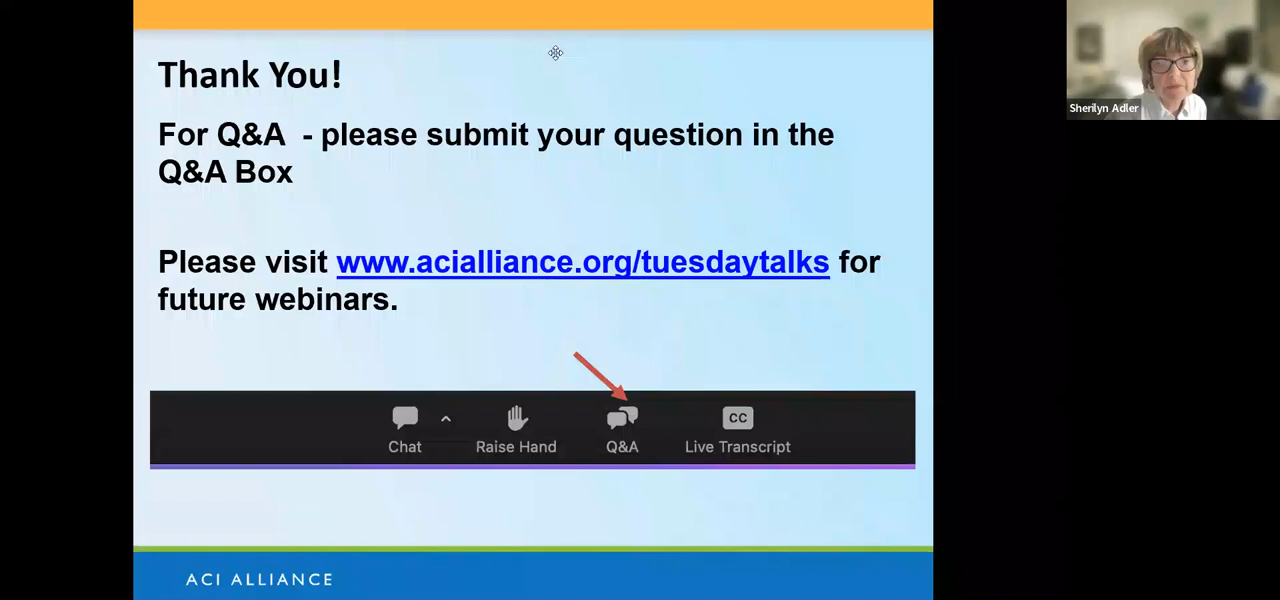 Thank You!
For Q&A - please submit your question in the
Q&A Box
Please visit www.acialliance.org/tuesdaytalks for
future webinars.
Chat
Raise Hand
Q&A
CC
Live Transcript
ACI ALLIANCE
Sherilyn Adler